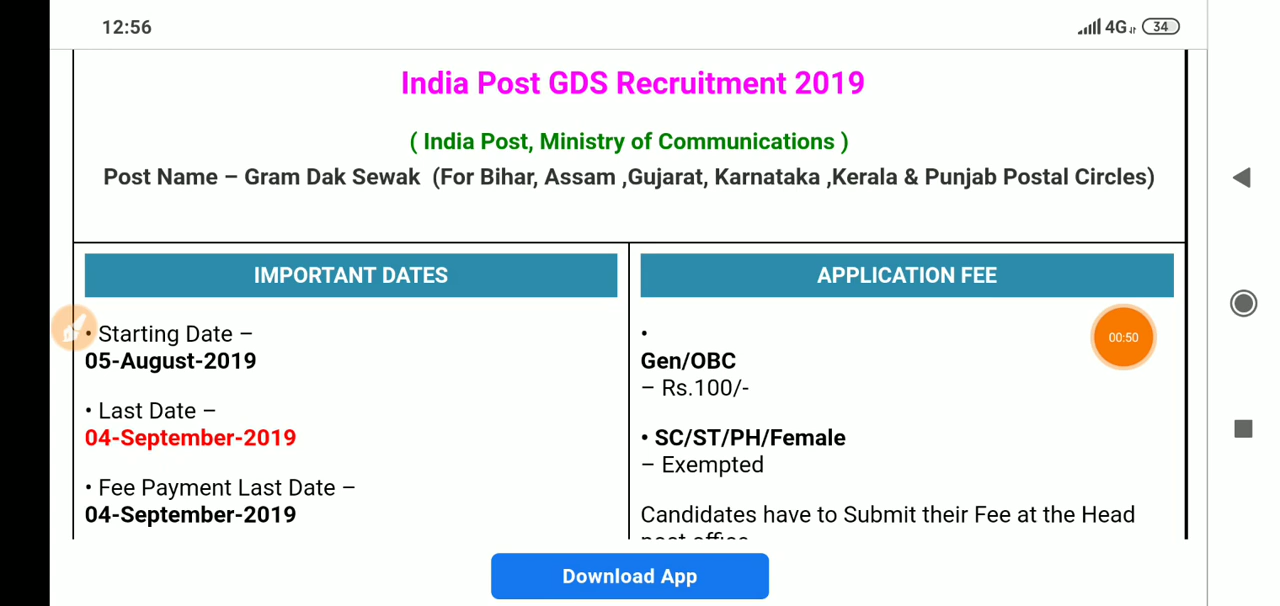 12:56
4G 34
India Post GDS Recruitment 2019
( India Post, Ministry of Communications )
Post Name – Gram Dak Sewak (For Bihar, Assam ,Gujarat, Karnataka ,Kerala & Punjab Postal Circles)
IMPORTANT DATES
• Starting Date –
05-August-2019
• Last Date –
04-September-2019
• Fee Payment Last Date –
04-September-2019
APPLICATION FEE
•
Gen/OBC
– Rs.100/-
• SC/ST/PH/Female
– Exempted
Candidates have to Submit their Fee at the Head
post office
00:50
Download App